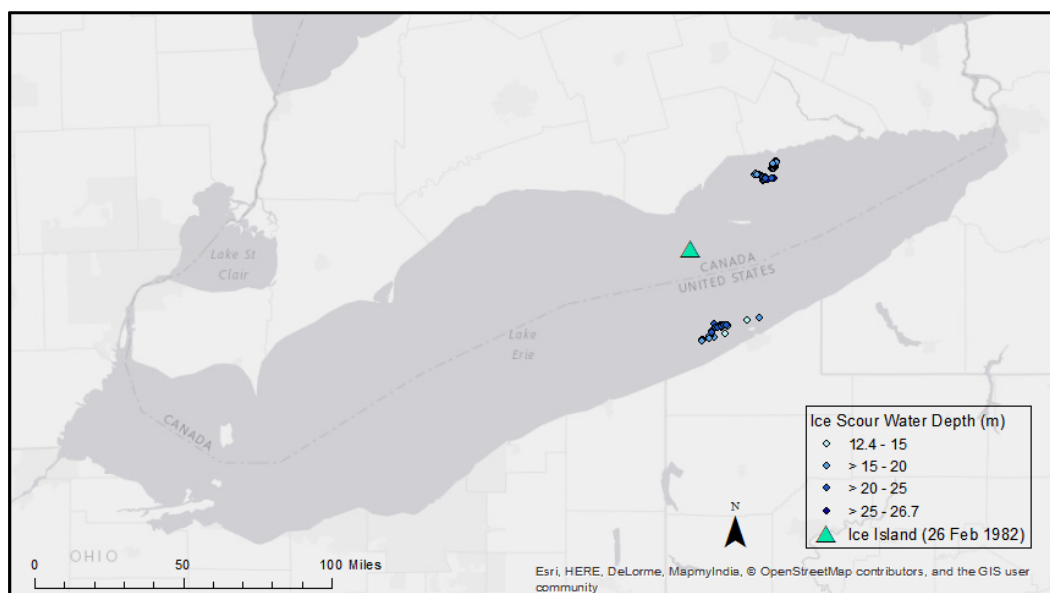 Lake St
Clair
CANADA
UNITED STATES
Lake
Erie
CANADA
OHIO
Ice Scour Water Depth (m)
12.4 - 15
> 15 - 20
> 20 - 25
> 25 - 26.7
Ice Island (26 Feb 1982)
N
0 50 100 Miles
Esri, HERE, DeLorme, MapmyIndia, © OpenStreetMap contributors, and the GIS user
community